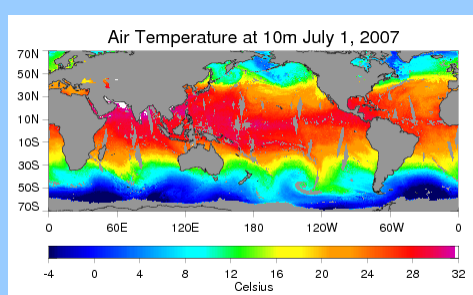 Air Temperature at 10m July 1, 2007
70N
50N
30N
10N
10S
30S
50S
70S
0 60E 120E 180 120W 60W 0
-4 0 4 8 12 16 20 24 28 32
Celsius